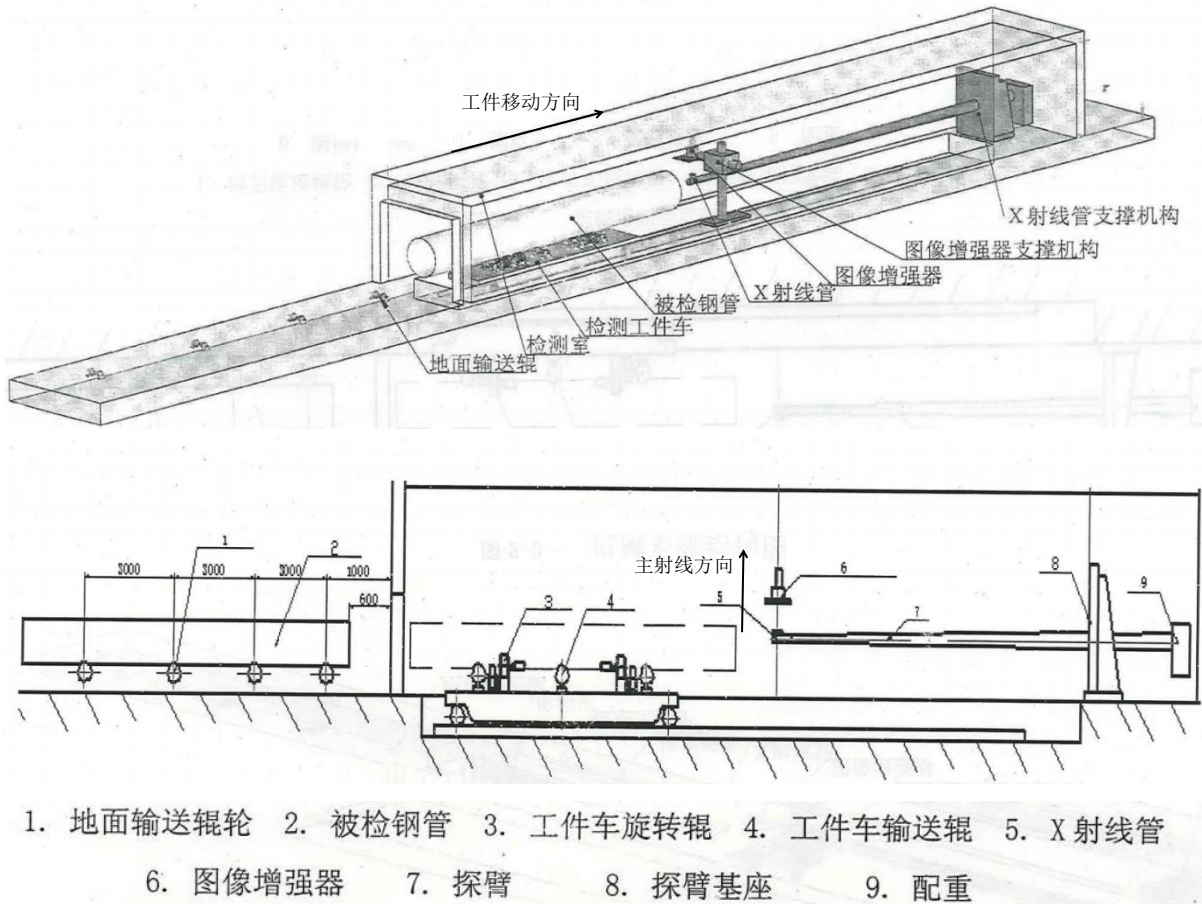 工件移动方向
r
X射线管支撑机构
图像增强器支撑机构
图像增强器
X射线管
被检钢管
检测工件车
检测室
地面输送辊
1
2
3000
3000
3000
1000
600
主射线方向
3
4
5
6
7
8
9
1. 地面输送辊轮 2. 被检钢管 3. 工件车旋转辊 4. 工件车输送辊 5. X射线管
6. 图像增强器 7. 探臂 8. 探臂基座 9. 配重